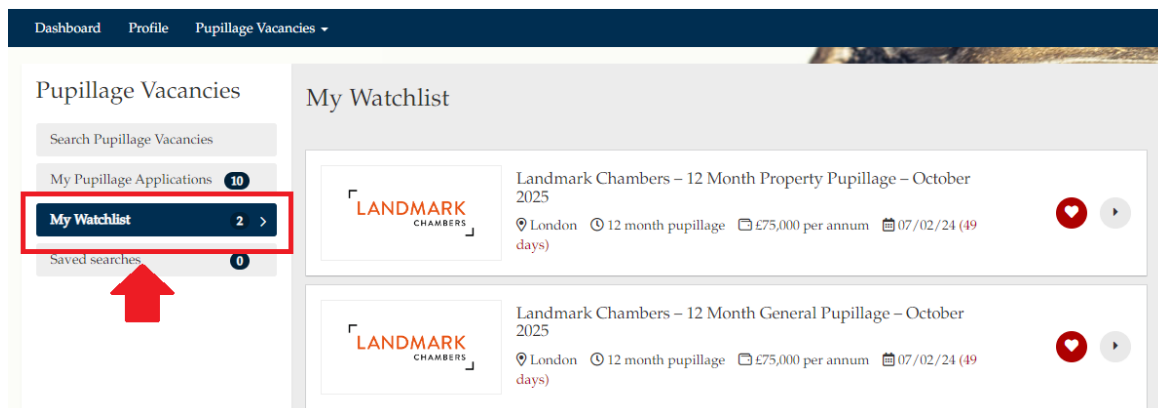 Dashboard Profile Pupillage Vacancies
Pupillage Vacancies
Search Pupillage Vacancies
My Pupillage Applications 10
My Watchlist 2
Saved searches 0
My Watchlist
LANDMARK
CHAMBERS
Landmark Chambers – 12 Month Property Pupillage – October
2025
London 12 month pupillage £75,000 per annum 07/02/24 (49
days)
LANDMARK
CHAMBERS
Landmark Chambers – 12 Month General Pupillage – October
2025
London 12 month pupillage £75,000 per annum 07/02/24 (49
days)